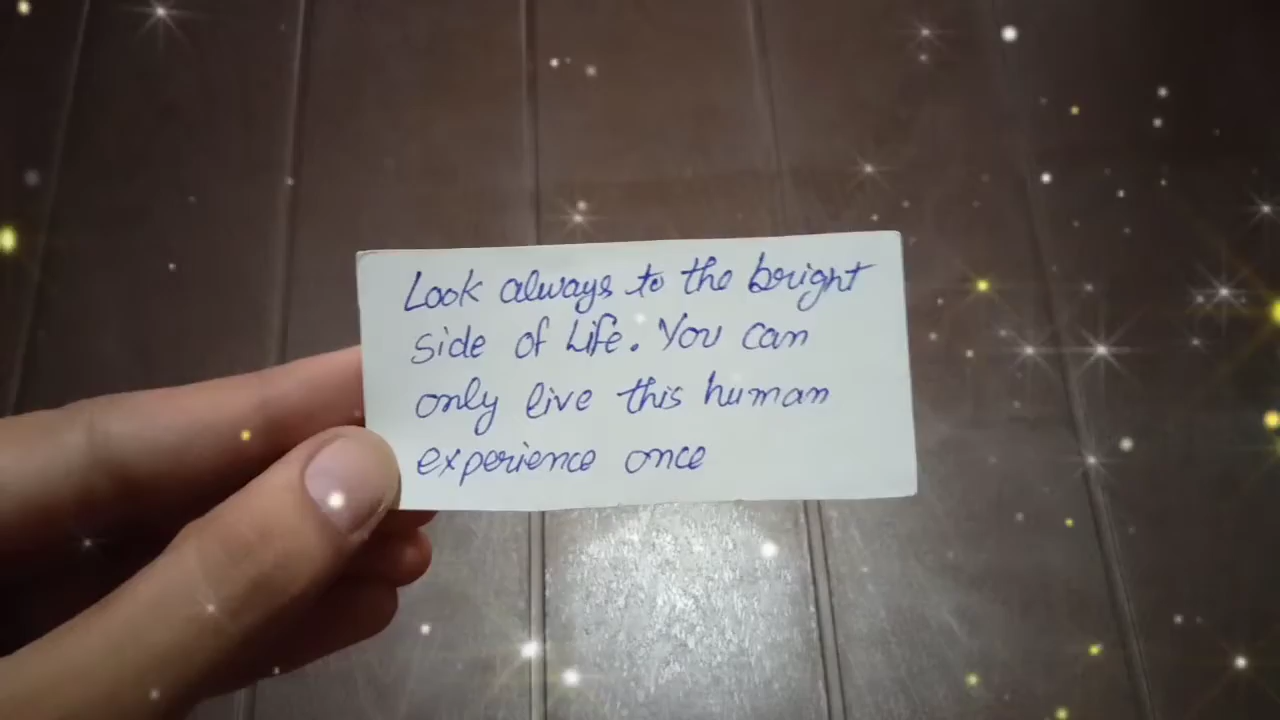 Look always to the bright
side of Life. You can
only live this human
experience once